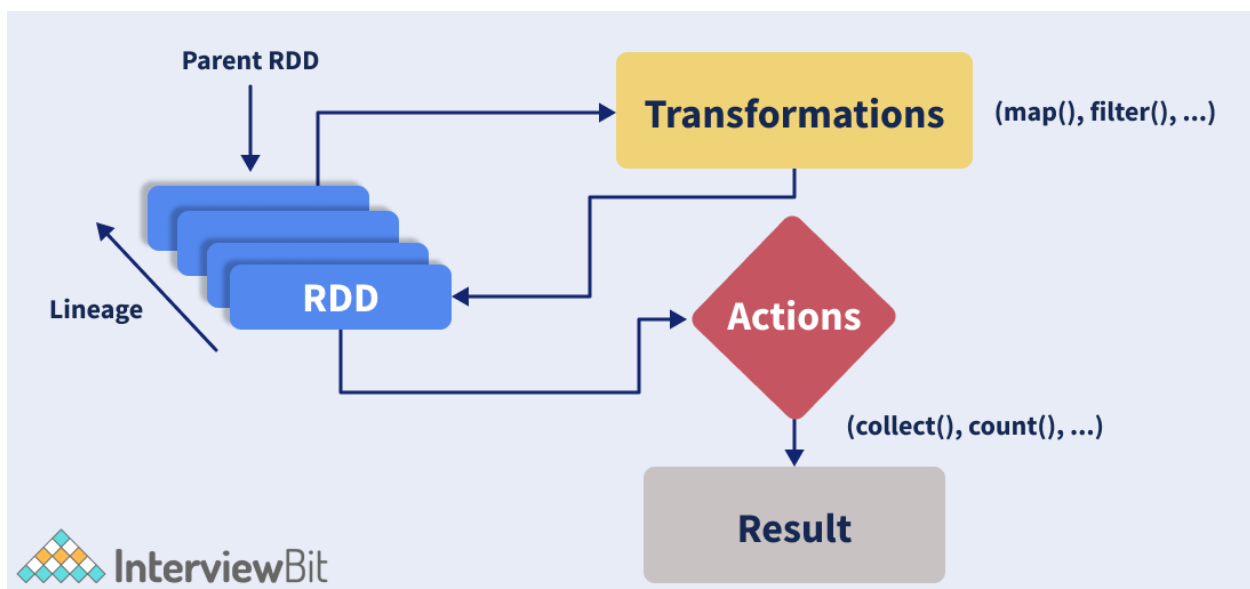 Parent RDD
Transformations
(map(), filter(), ...)
Lineage
RDD
Actions
(collect(), count(), ...)
Result
InterviewBit